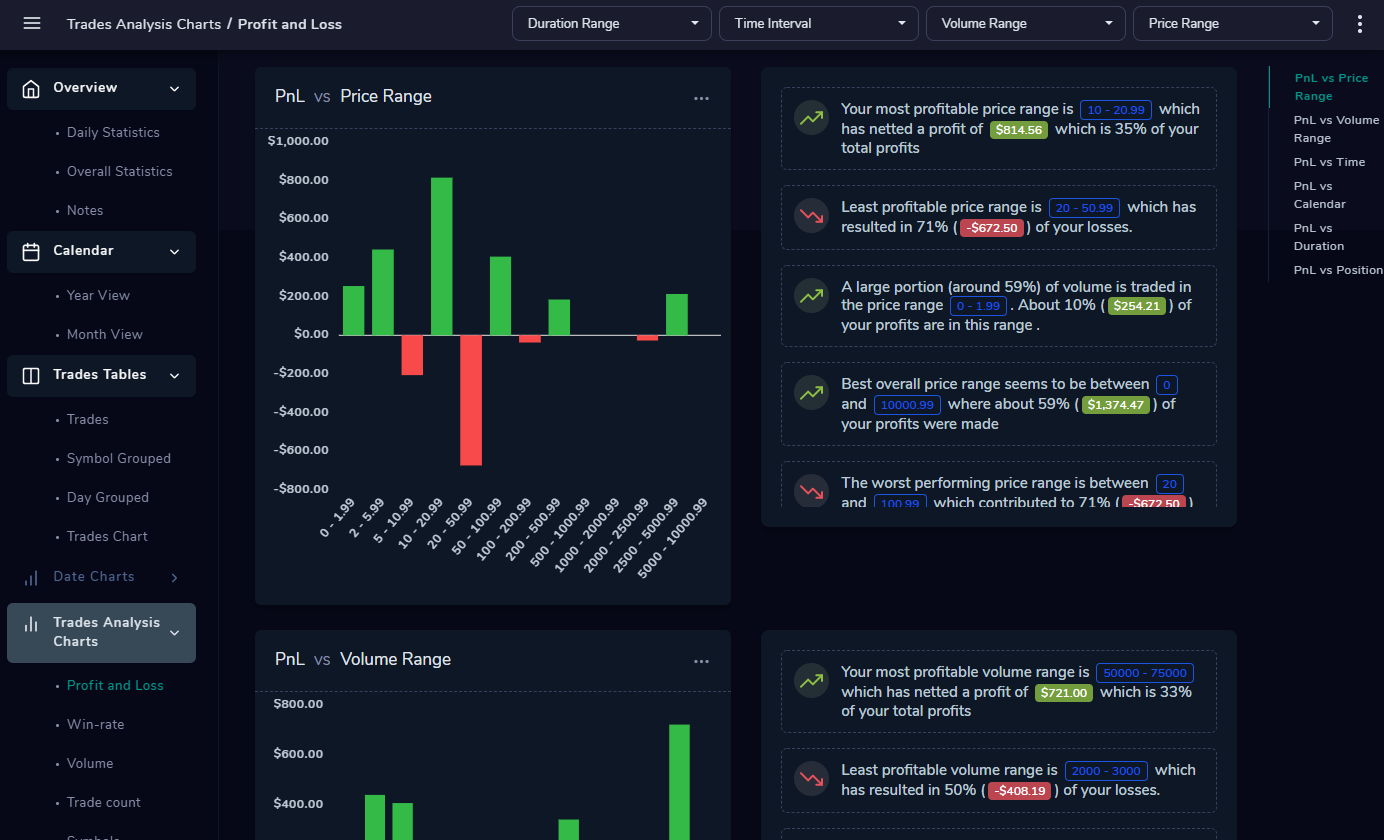 Trades Analysis Charts / Profit and Loss
Duration Range
Time Interval
Volume Range
Price Range
Overview
• Daily Statistics
• Overall Statistics
• Notes
Calendar
• Year View
• Month View
Trades Tables
• Trades
• Symbol Grouped
• Day Grouped
• Trades Chart
Date Charts
Trades Analysis
Charts
• Profit and Loss
• Win-rate
• Volume
• Trade count
PnL vs Price Range
$1,000.00
$800.00
$600.00
$400.00
$200.00
$0.00
-$200.00
-$400.00
-$600.00
-$800.00
0 - 1.99
2 - 5.99
5 - 10.99
10 - 20.99
20 - 50.99
50 - 100.99
100 - 200.99
200 - 500.99
500 - 1000.99
1000 - 2000.99
2000 - 2500.99
2500 - 5000.99
5000 - 10000.99
Your most profitable price range is 10 - 20.99 which
has netted a profit of $814.56 which is 35% of your
total profits
Least profitable price range is 20 - 50.99 which has
resulted in 71% ( -$672.50 ) of your losses.
A large portion (around 59%) of volume is traded in
the price range 0 - 1.99 . About 10% ( $254.21 ) of
your profits are in this range .
Best overall price range seems to be between 0
and 10000.99 where about 59% ( $1,374.47 ) of
your profits were made
The worst performing price range is between 20
and 100.99 which contributed to 71% ( -$672.50 )
PnL vs Price
Range
PnL vs Volume
Range
PnL vs Time
PnL vs
Calendar
PnL vs
Duration
PnL vs Position
PnL vs Volume Range
$800.00
$600.00
$400.00
Your most profitable volume range is 50000 - 75000
which has netted a profit of $721.00 which is 33%
of your total profits
Least profitable volume range is 2000 - 3000 which
has resulted in 50% ( -$408.19 ) of your losses.